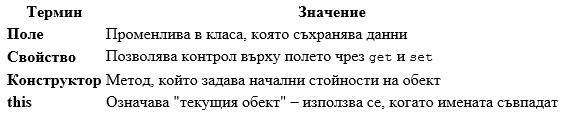 Термин Значение
Поле Променлива в класа, която съхранява данни
Свойство Позволява контрол върху полето чрез get и set
Конструктор Метод, който задава начални стойности на обект
this Означава "текущия обект" – използва се, когато имената съвпадат